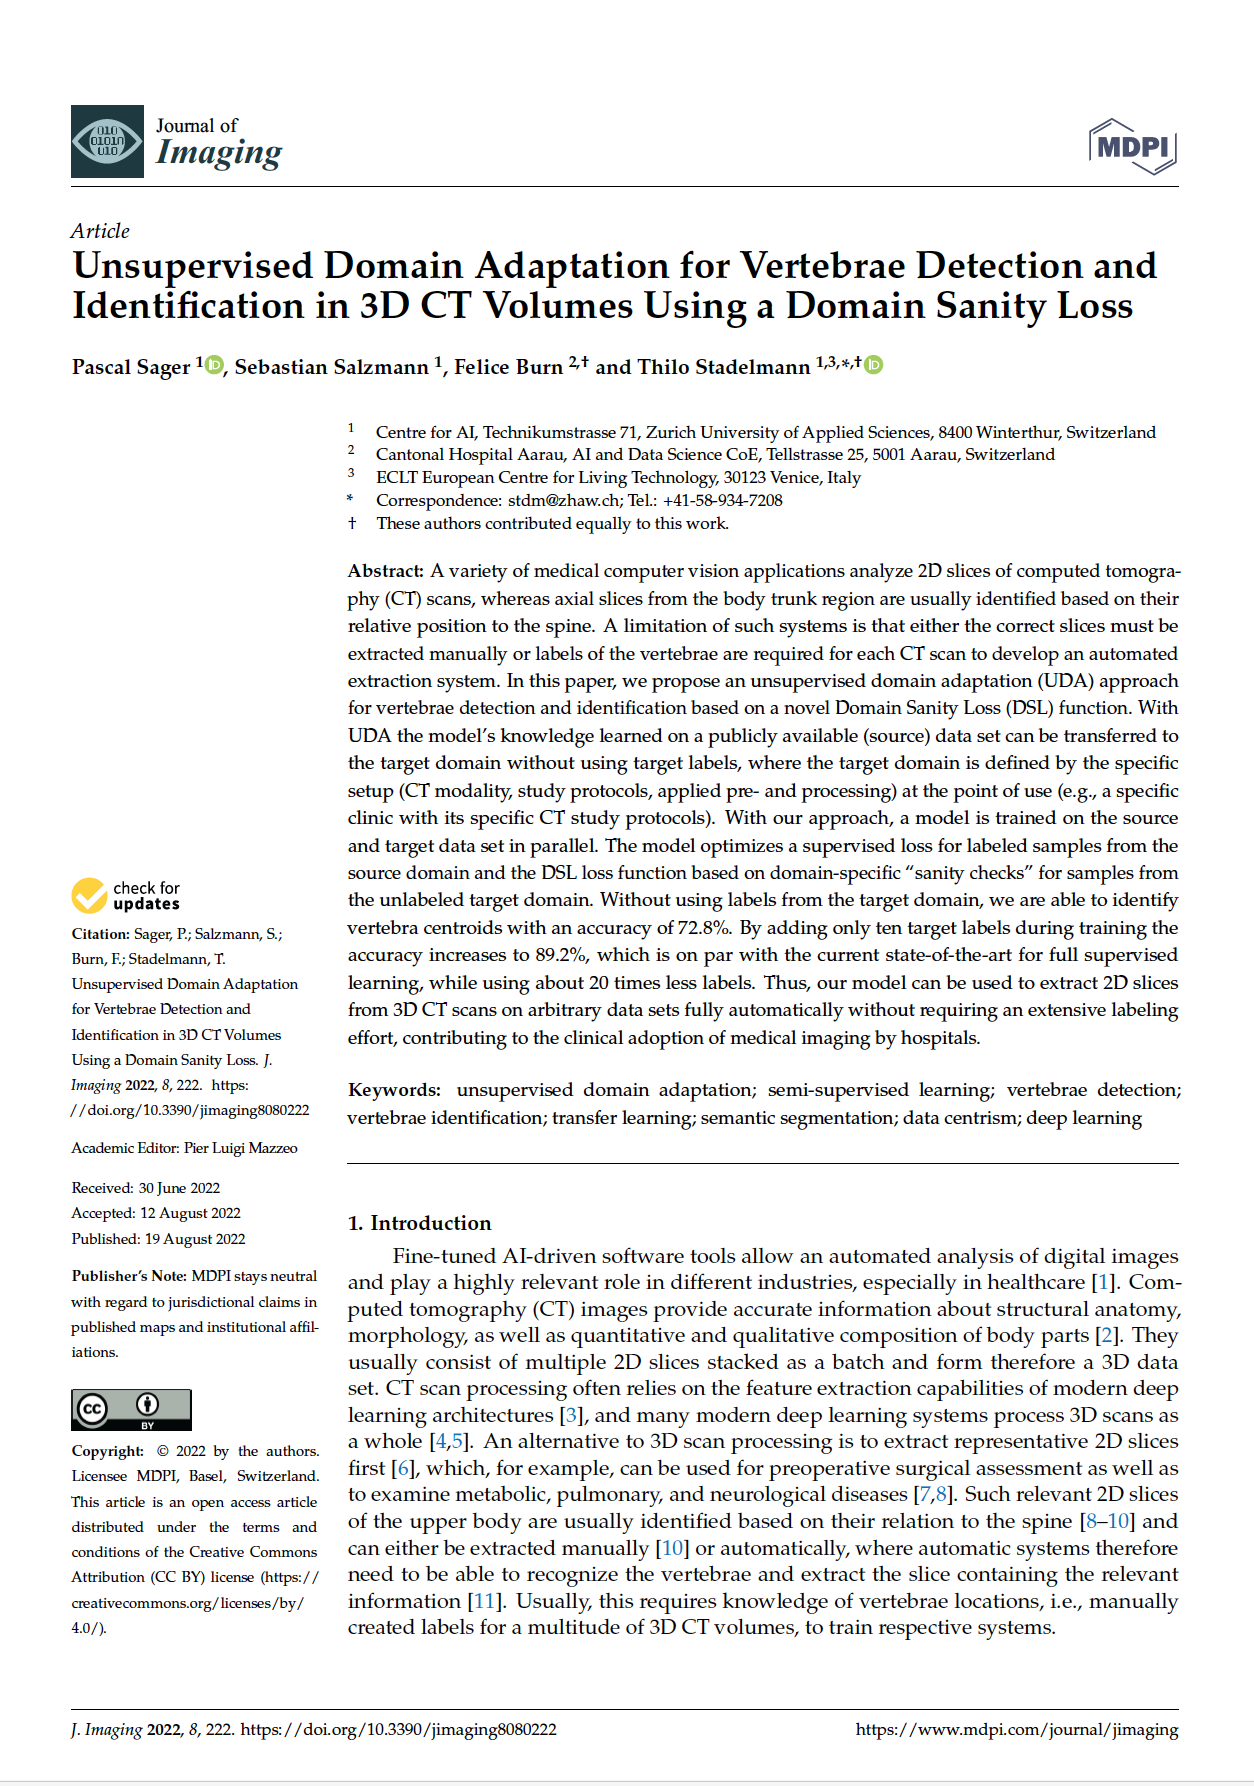 010
01010
010
Journal of
Imaging
MDPI
Article
Unsupervised Domain Adaptation for Vertebrae Detection and
Identification in 3D CT Volumes Using a Domain Sanity Loss
Pascal Sager 1 iD, Sebastian Salzmann 1, Felice Burn 2,† and Thilo Stadelmann 1,3,*,† iD
1 Centre for AI, Technikumstrasse 71, Zurich University of Applied Sciences, 8400 Winterthur, Switzerland
2 Cantonal Hospital Aarau, AI and Data Science CoE, Tellstrasse 25, 5001 Aarau, Switzerland
3 ECLT European Centre for Living Technology, 30123 Venice, Italy
* Correspondence: stdm@zhaw.ch; Tel.: +41-58-934-7208
† These authors contributed equally to this work.
Abstract: A variety of medical computer vision applications analyze 2D slices of computed tomogra-
phy (CT) scans, whereas axial slices from the body trunk region are usually identified based on their
relative position to the spine. A limitation of such systems is that either the correct slices must be
extracted manually or labels of the vertebrae are required for each CT scan to develop an automated
extraction system. In this paper, we propose an unsupervised domain adaptation (UDA) approach
for vertebrae detection and identification based on a novel Domain Sanity Loss (DSL) function. With
UDA the model's knowledge learned on a publicly available (source) data set can be transferred to
the target domain without using target labels, where the target domain is defined by the specific
setup (CT modality, study protocols, applied pre- and processing) at the point of use (e.g., a specific
clinic with its specific CT study protocols). With our approach, a model is trained on the source
and target data set in parallel. The model optimizes a supervised loss for labeled samples from the
source domain and the DSL loss function based on domain-specific “sanity checks” for samples from
the unlabeled target domain. Without using labels from the target domain, we are able to identify
vertebra centroids with an accuracy of 72.8%. By adding only ten target labels during training the
accuracy increases to 89.2%, which is on par with the current state-of-the-art for full supervised
learning, while using about 20 times less labels. Thus, our model can be used to extract 2D slices
from 3D CT scans on arbitrary data sets fully automatically without requiring an extensive labeling
effort, contributing to the clinical adoption of medical imaging by hospitals.
Keywords: unsupervised domain adaptation; semi-supervised learning; vertebrae detection;
vertebrae identification; transfer learning; semantic segmentation; data centrism; deep learning
check for
updates
Citation: Sager, P.; Salzmann, S.;
Burn, F.; Stadelmann, T.
Unsupervised Domain Adaptation
for Vertebrae Detection and
Identification in 3D CT Volumes
Using a Domain Sanity Loss. J.
Imaging 2022, 8, 222. https:
//doi.org/10.3390/jimaging8080222
Academic Editor: Pier Luigi Mazzeo
Received: 30 June 2022
Accepted: 12 August 2022
Published: 19 August 2022
Publisher's Note: MDPI stays neutral
with regard to jurisdictional claims in
published maps and institutional affil-
iations.
cc
BY
Copyright: © 2022 by the authors.
Licensee MDPI, Basel, Switzerland.
This article is an open access article
distributed under the terms and
conditions of the Creative Commons
Attribution (CC BY) license (https://
creativecommons.org/licenses/by/
4.0/).
1. Introduction
Fine-tuned AI-driven software tools allow an automated analysis of digital images
and play a highly relevant role in different industries, especially in healthcare [1]. Com-
puted tomography (CT) images provide accurate information about structural anatomy,
morphology, as well as quantitative and qualitative composition of body parts [2]. They
usually consist of multiple 2D slices stacked as a batch and form therefore a 3D data
set. CT scan processing often relies on the feature extraction capabilities of modern deep
learning architectures [3], and many modern deep learning systems process 3D scans as
a whole [4,5]. An alternative to 3D scan processing is to extract representative 2D slices
first [6], which, for example, can be used for preoperative surgical assessment as well as
to examine metabolic, pulmonary, and neurological diseases [7,8]. Such relevant 2D slices
of the upper body are usually identified based on their relation to the spine [8–10] and
can either be extracted manually [10] or automatically, where automatic systems therefore
need to be able to recognize the vertebrae and extract the slice containing the relevant
information [11]. Usually, this requires knowledge of vertebrae locations, i.e., manually
created labels for a multitude of 3D CT volumes, to train respective systems.
J. Imaging 2022, 8, 222. https://doi.org/10.3390/jimaging8080222
https://www.mdpi.com/journal/jimaging